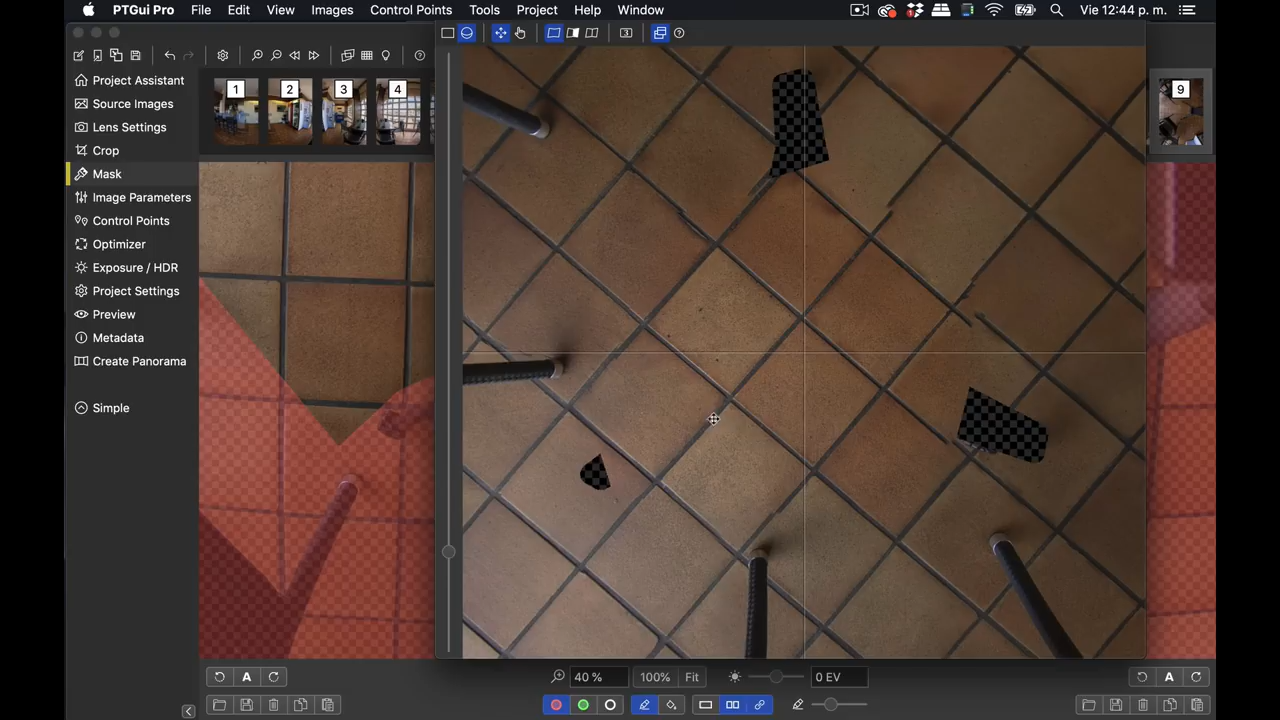 PTGui Pro File Edit View Images Control Points Tools Project Help Window Vie 12:44 p. m.
Project Assistant
Source Images
Lens Settings
Crop
Mask
Image Parameters
Control Points
Optimizer
Exposure / HDR
Project Settings
Preview
Metadata
Create Panorama
Simple
1 2 3 4 9
3
A 40 % 100% Fit 0 EV A